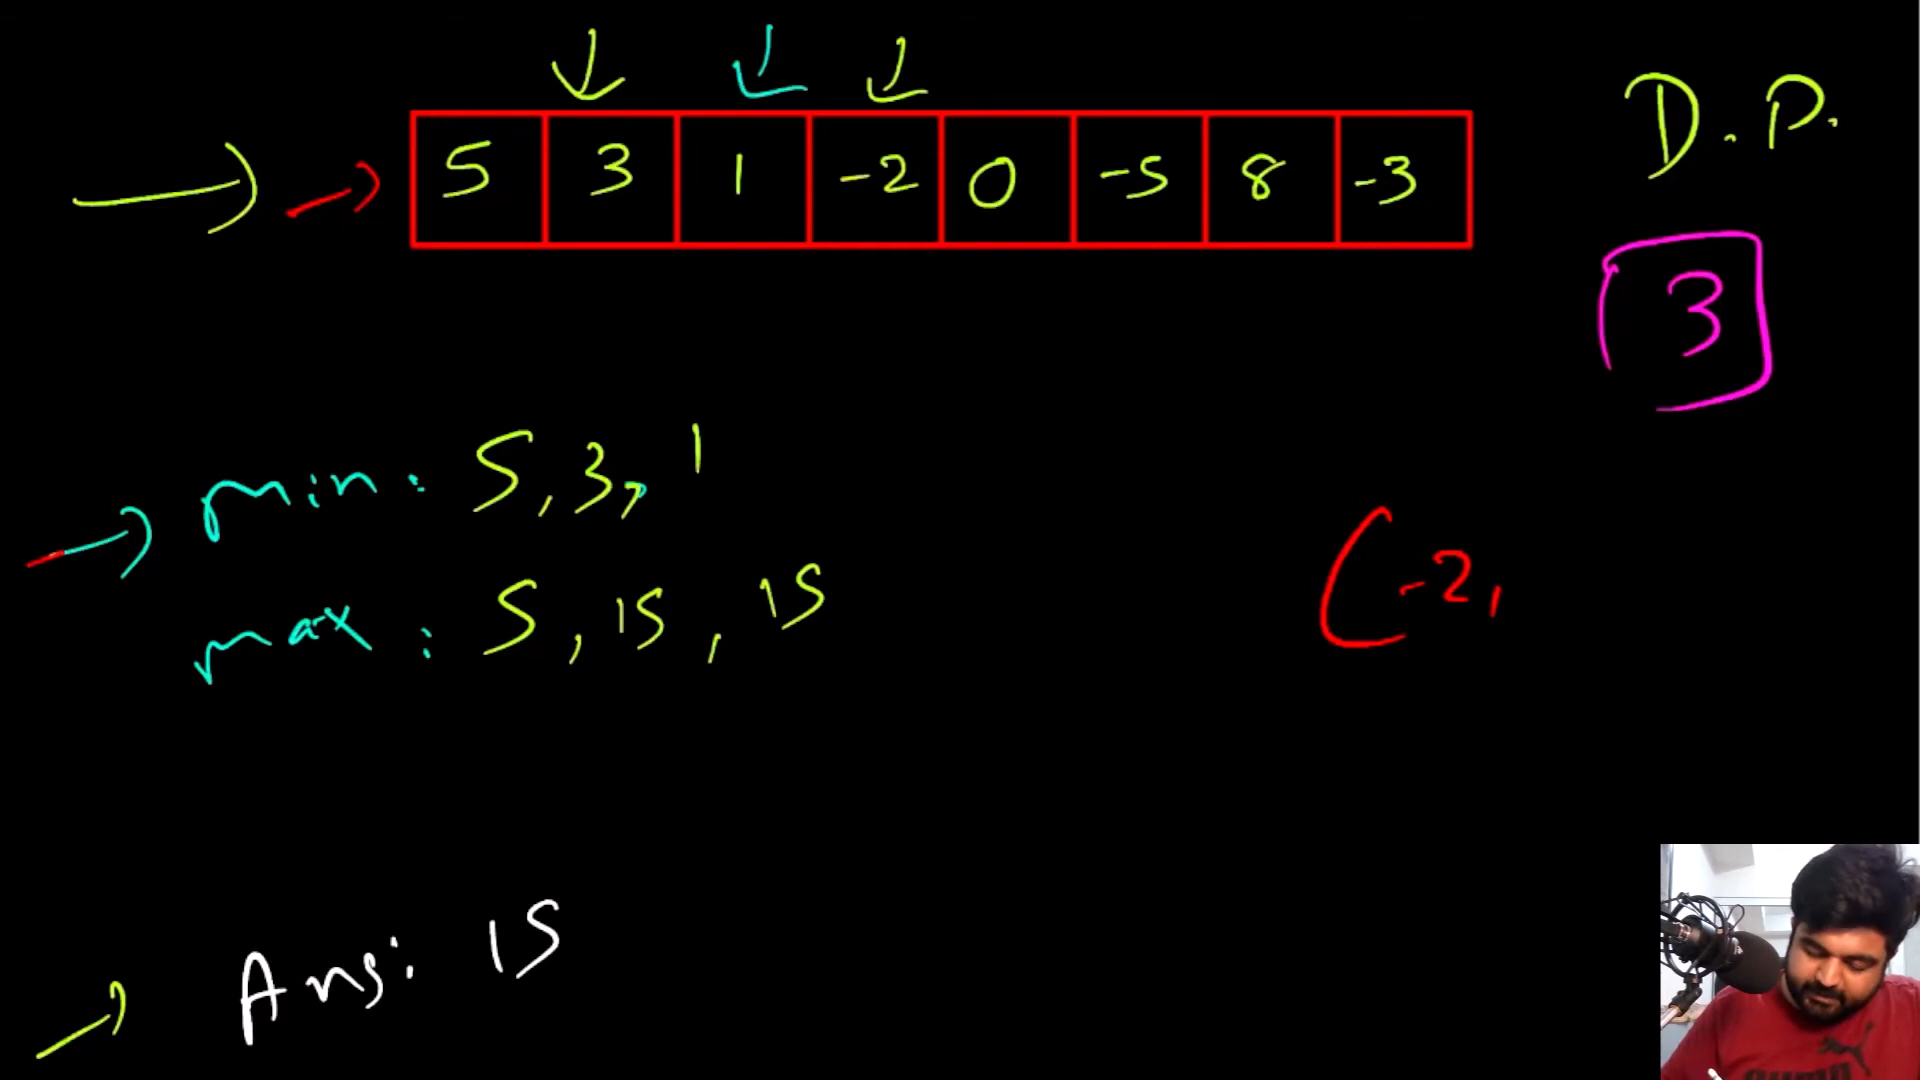 5 3 1 -2 0 -5 8 -3
D.P.
3
min: 5, 3, 1
max: 5, 15, 15
(-2,
Ans: 15
PUMA